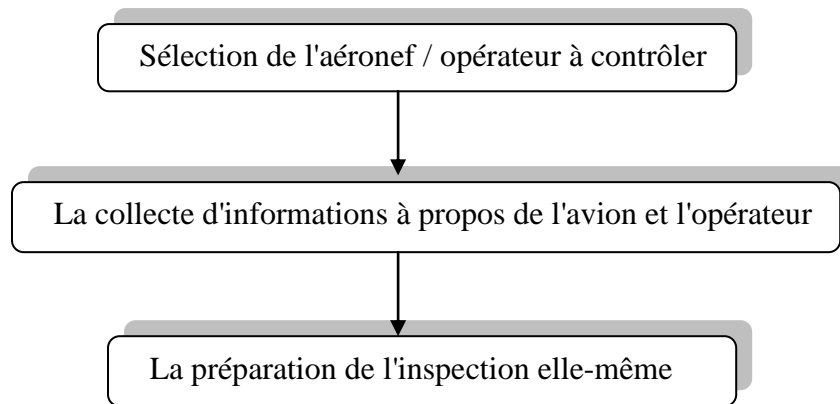 Sélection de l'aéronef / opérateur à contrôler
La collecte d'informations à propos de l'avion et l'opérateur
La préparation de l'inspection elle-même